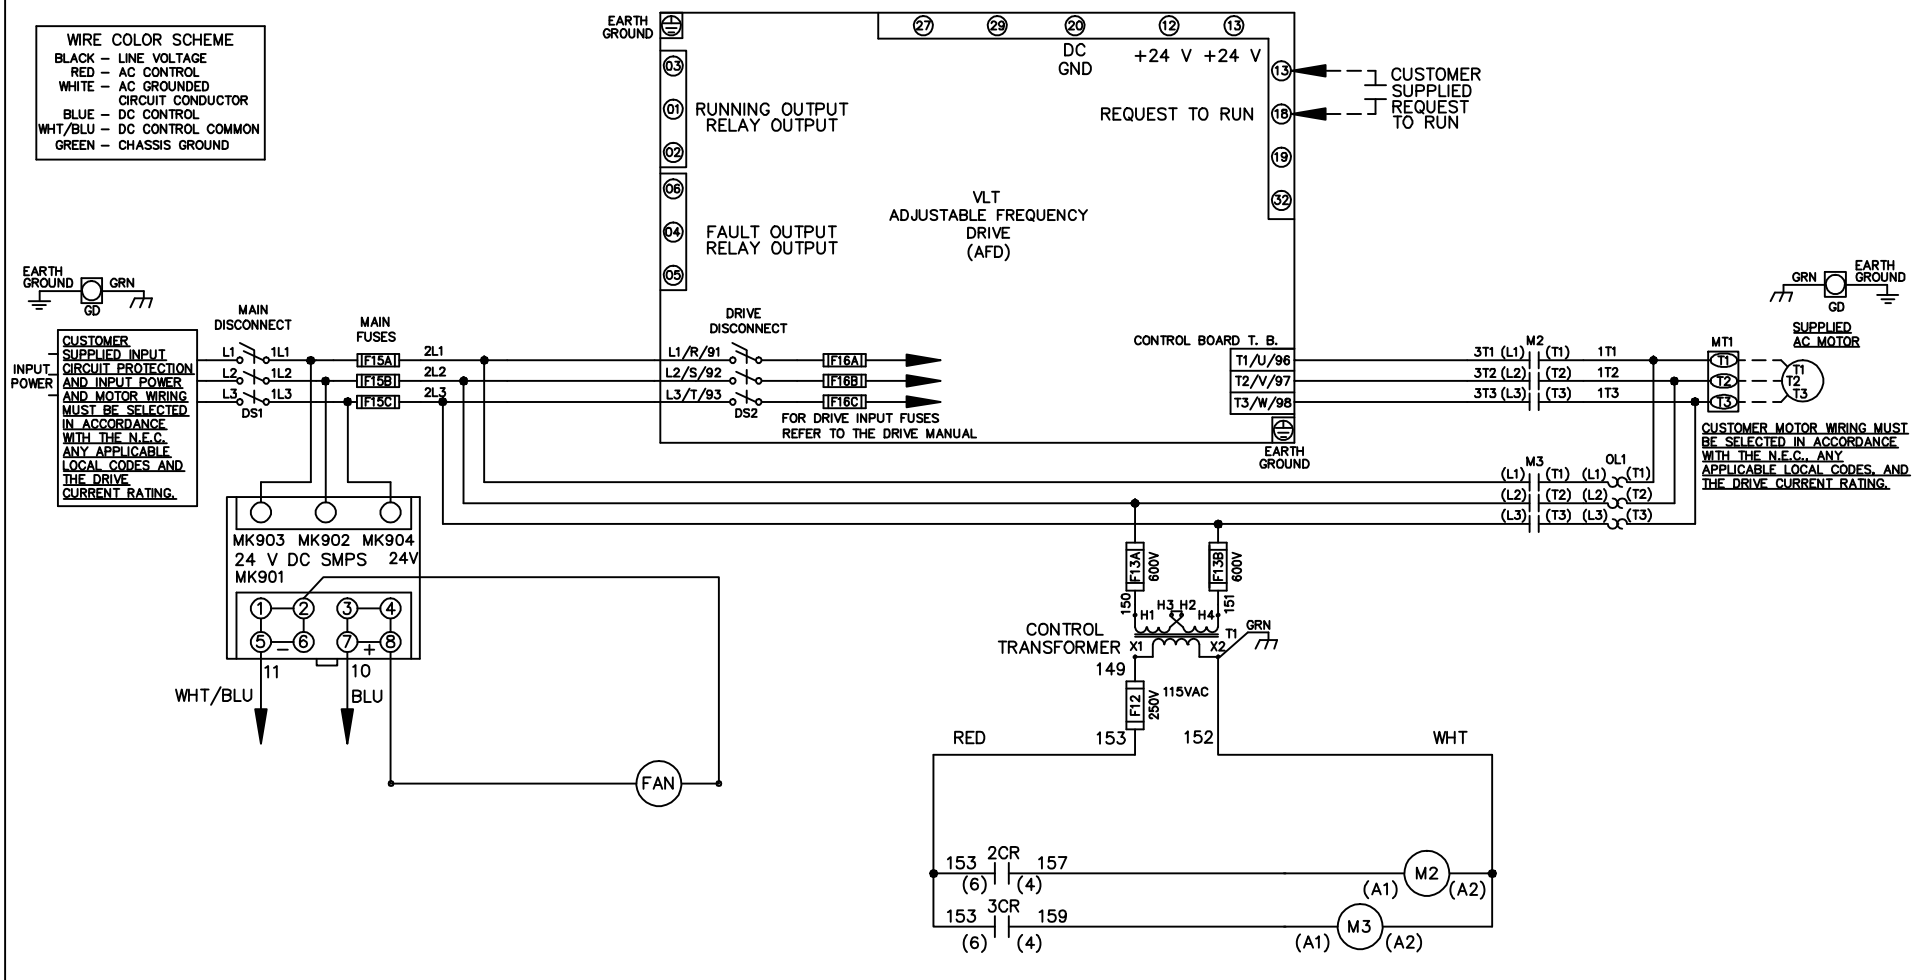 WIRE COLOR SCHEME
BLACK – LINE VOLTAGE
RED – AC CONTROL
WHITE – AC GROUNDED
CIRCUIT CONDUCTOR
BLUE – DC CONTROL
WHT/BLU – DC CONTROL COMMON
GREEN – CHASSIS GROUND
EARTH
GROUND
27
29
20
12
13
DC
GND
+24 V
+24 V
03
01
02
RUNNING OUTPUT
RELAY OUTPUT
06
04
05
FAULT OUTPUT
RELAY OUTPUT
REQUEST TO RUN
13
18
19
32
CUSTOMER
SUPPLIED
REQUEST
TO RUN
VLT
ADJUSTABLE FREQUENCY
DRIVE
(AFD)
EARTH
GROUND
GRN
GD
INPUT
POWER
CUSTOMER
SUPPLIED INPUT
CIRCUIT PROTECTION
AND INPUT POWER
AND MOTOR WIRING
MUST BE SELECTED
IN ACCORDANCE
WITH THE N.E.C.
ANY APPLICABLE
LOCAL CODES AND
THE DRIVE
CURRENT RATING.
MAIN
DISCONNECT
L1
1L1
L2
1L2
L3
1L3
DS1
MAIN
FUSES
F15A
F15B
F15C
2L1
2L2
2L3
L1/R/91
L2/S/92
L3/T/93
DRIVE
DISCONNECT
DS2
F16A
F16B
F16C
FOR DRIVE INPUT FUSES
REFER TO THE DRIVE MANUAL
CONTROL BOARD T. B.
T1/U/96
T2/V/97
T3/W/98
EARTH
GROUND
M2
3T1 (L1) (T1) 1T1
3T2 (L2) (T2) 1T2
3T3 (L3) (T3) 1T3
GRN
GD
EARTH
GROUND
SUPPLIED
AC MOTOR
MT1
T1
T2
T3
T1
T2
T3
CUSTOMER MOTOR WIRING MUST
BE SELECTED IN ACCORDANCE
WITH THE N.E.C., ANY
APPLICABLE LOCAL CODES, AND
THE DRIVE CURRENT RATING.
M3
OL1
(L1) (T1) (L1) (T1)
(L2) (T2) (L2) (T2)
(L3) (T3) (L3) (T3)
MK903 MK902 MK904
24 V DC SMPS 24V
MK901
1
2
3
4
5
6
7
8
–
+
11
10
WHT/BLU
BLU
FAN
F13A
600V
F13B
600V
150
151
H1
H3
H2
H4
T1
GRN
CONTROL
TRANSFORMER
X1
X2
149
F12
250V
115VAC
153
152
RED
WHT
153 2CR 157
(6) (4)
M2
(A1)
(A2)
153 3CR 159
(6) (4)
M3
(A1)
(A2)